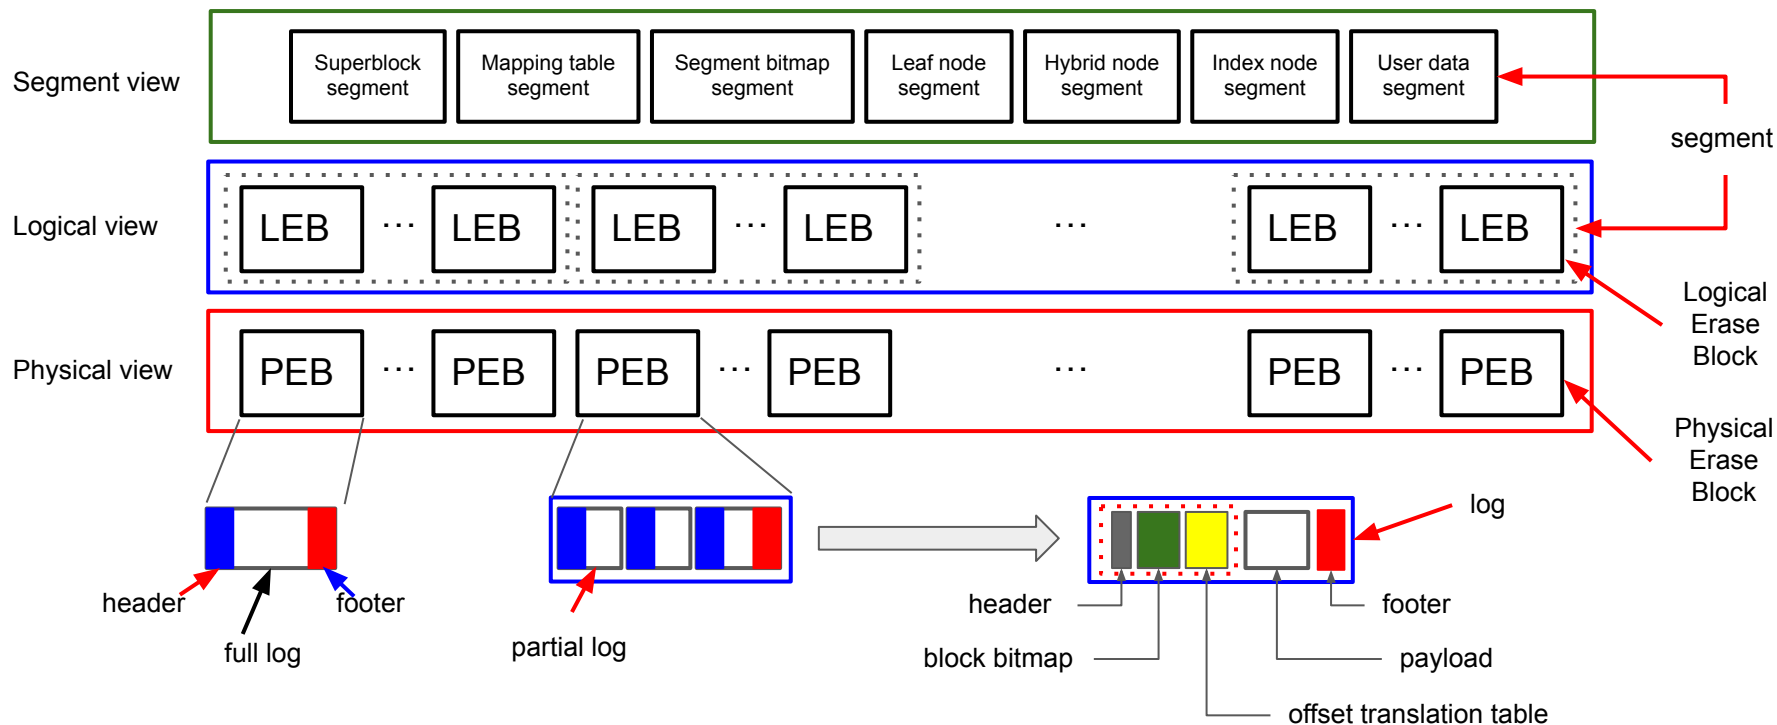 Segment view
Superblock
segment
Mapping table
segment
Segment bitmap
segment
Leaf node
segment
Hybrid node
segment
Index node
segment
User data
segment
segment
Logical view
LEB ... LEB
LEB ... LEB
...
LEB ... LEB
Logical
Erase
Block
Physical view
PEB ... PEB
PEB ... PEB
...
PEB ... PEB
Physical
Erase
Block
header
footer
full log
partial log
log
header
footer
block bitmap
payload
offset translation table